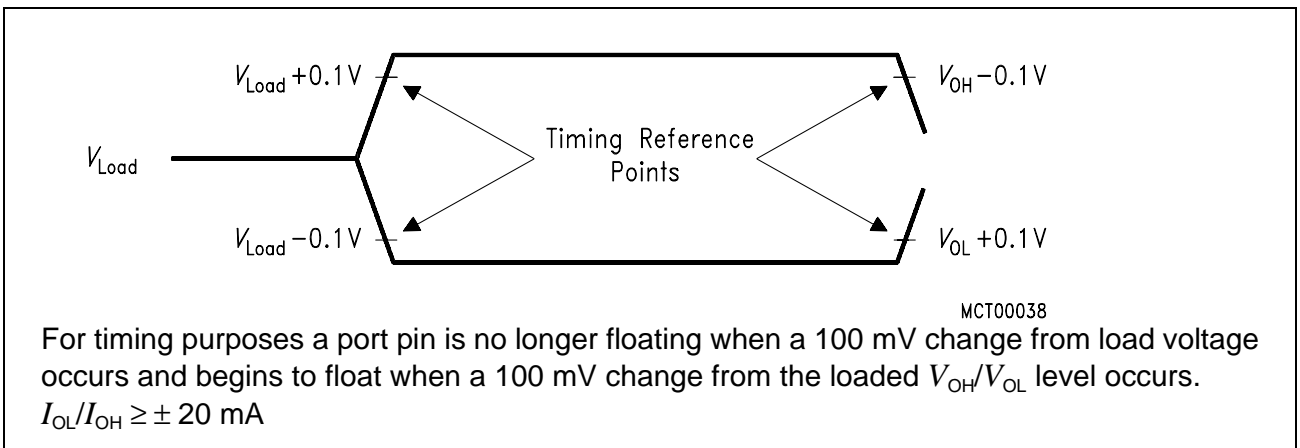 V_Load +0.1V
V_OH −0.1V
V_Load
Timing Reference
Points
V_Load −0.1V
V_OL +0.1V
MCT00038
For timing purposes a port pin is no longer floating when a 100 mV change from load voltage
occurs and begins to float when a 100 mV change from the loaded V_OH/V_OL level occurs.
I_OL/I_OH ≥ ± 20 mA